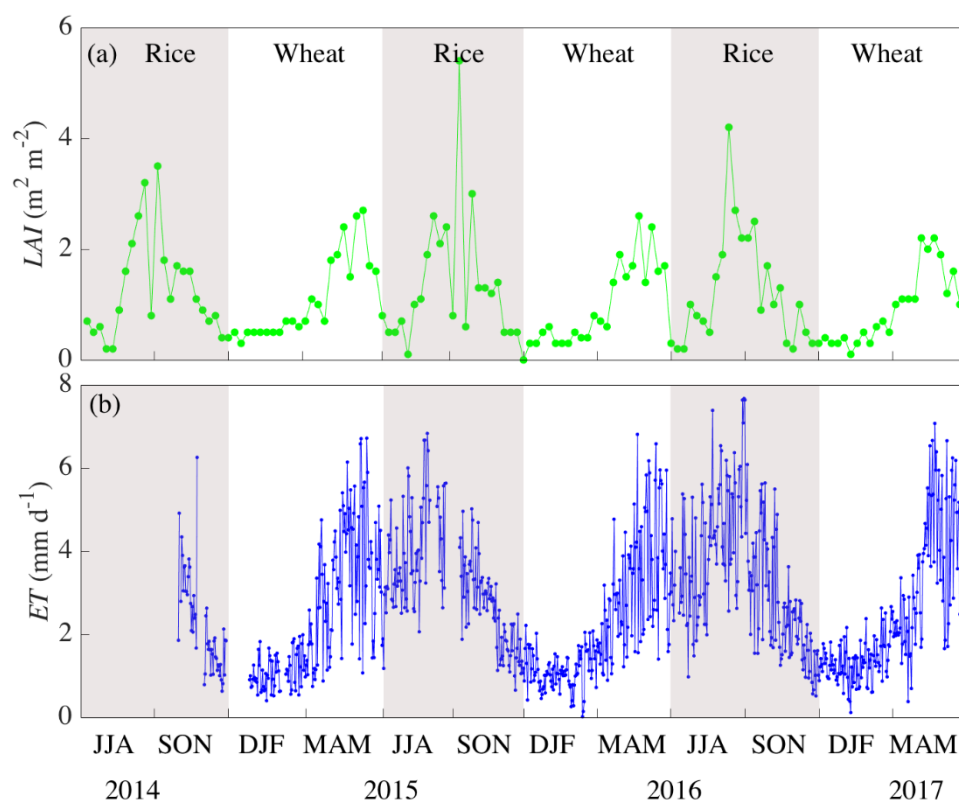 (a) Rice Wheat Rice Wheat Rice Wheat
6
4
2
0
LAI (m² m⁻²)
(b)
8
6
4
2
0
ET (mm d⁻¹)
JJA SON DJF MAM JJA SON DJF MAM JJA SON DJF MAM
2014 2015 2016 2017